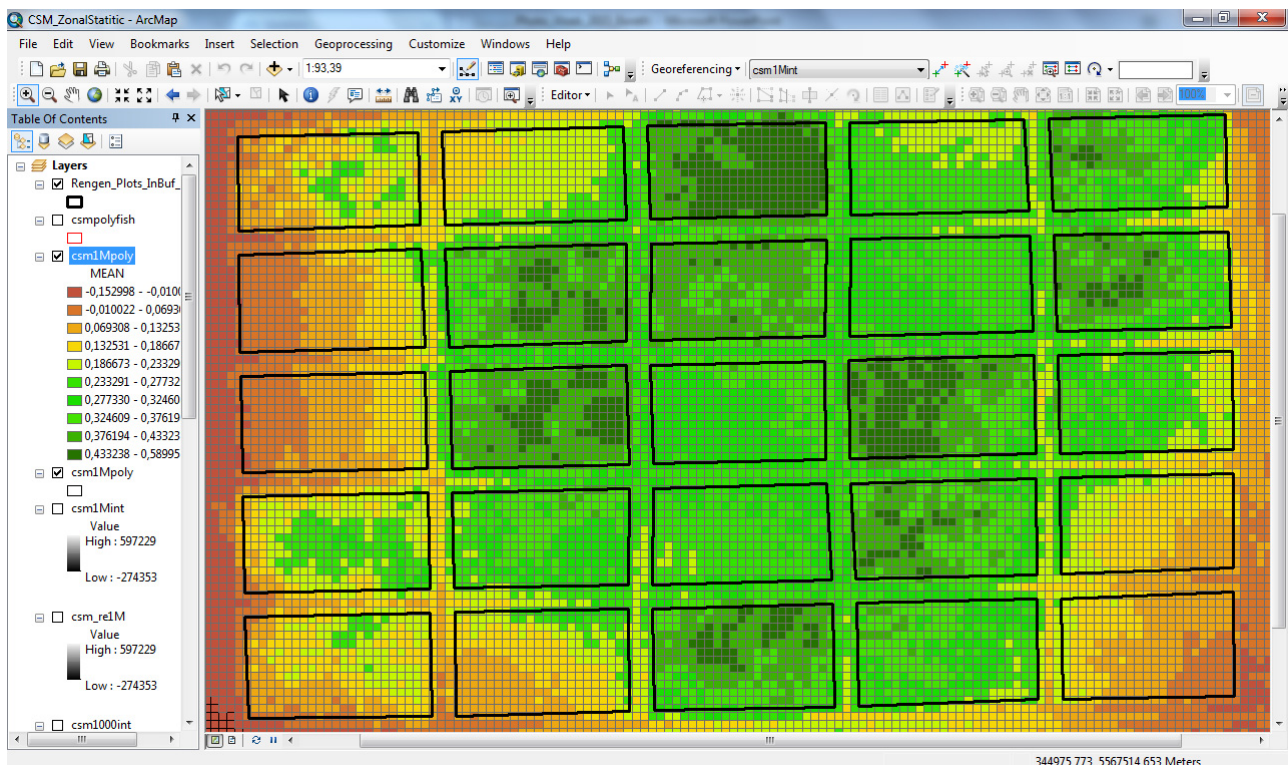 CSM_ZonalStatitic - ArcMap
File Edit View Bookmarks Insert Selection Geoprocessing Customize Windows Help
1:93,39 Georeferencing csm1Mint
Editor 100%
Table Of Contents
Layers
Rengen_Plots_InBuf_
csmpolyfish
csm1Mpoly
MEAN
-0,152998 - -0,010(
-0,010022 - 0,0693
0,069308 - 0,13253
0,132531 - 0,18667
0,186673 - 0,23329
0,233291 - 0,27732
0,277330 - 0,32460
0,324609 - 0,37619
0,376194 - 0,43323
0,433238 - 0,58995
csm1Mpoly
csm1Mint
Value
High : 597229
Low : -274353
csm_re1M
Value
High : 597229
Low : -274353
csm1000int
344975,773 5567514,653 Meters